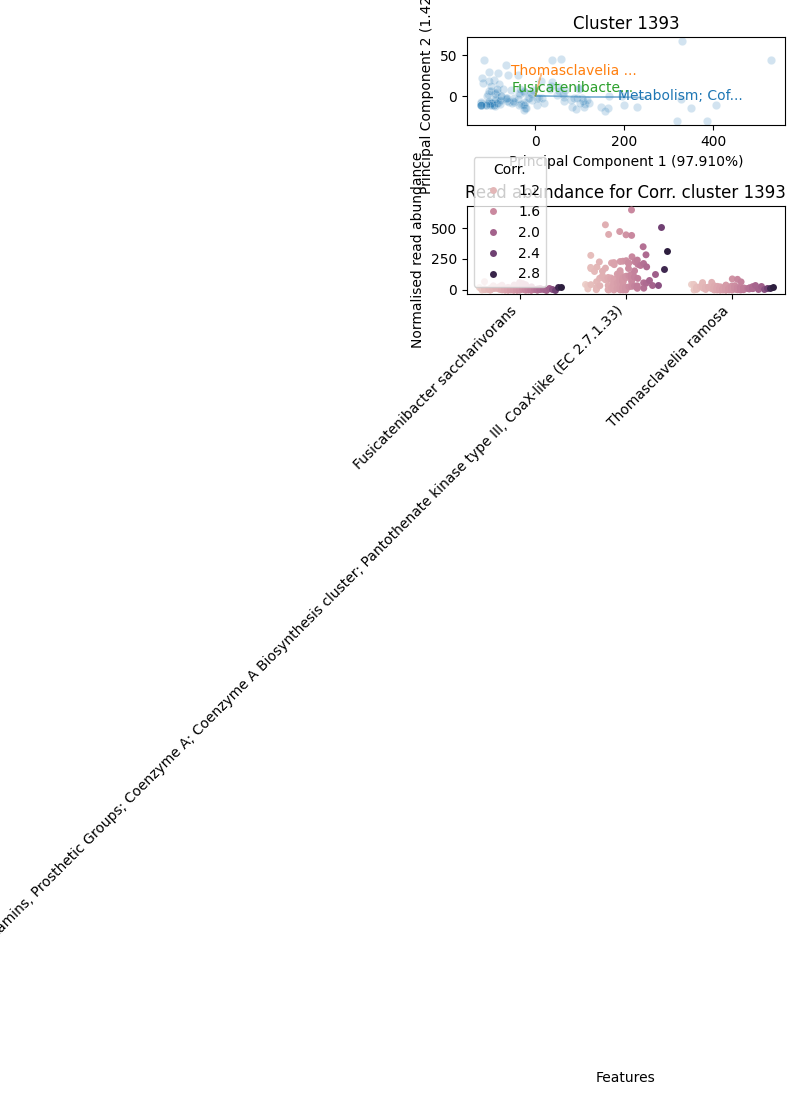 Cluster 1393
Principal Component 2 (1.42
50
0
Thomasclavelia ...
Fusicatenibacte...
Metabolism; Cof...
0 200 400
Principal Component 1 (97.910%)
Read abundance for Corr. cluster 1393
Normalised read abundance
500
250
0
Corr.
1.2
1.6
2.0
2.4
2.8
Fusicatenibacter saccharivorans
Prosthetic Groups; Coenzyme A; Coenzyme A Biosynthesis cluster; Pantothenate kinase type III, CoaX-like (EC 2.7.1.33)
Thomasclavelia ramosa
Features